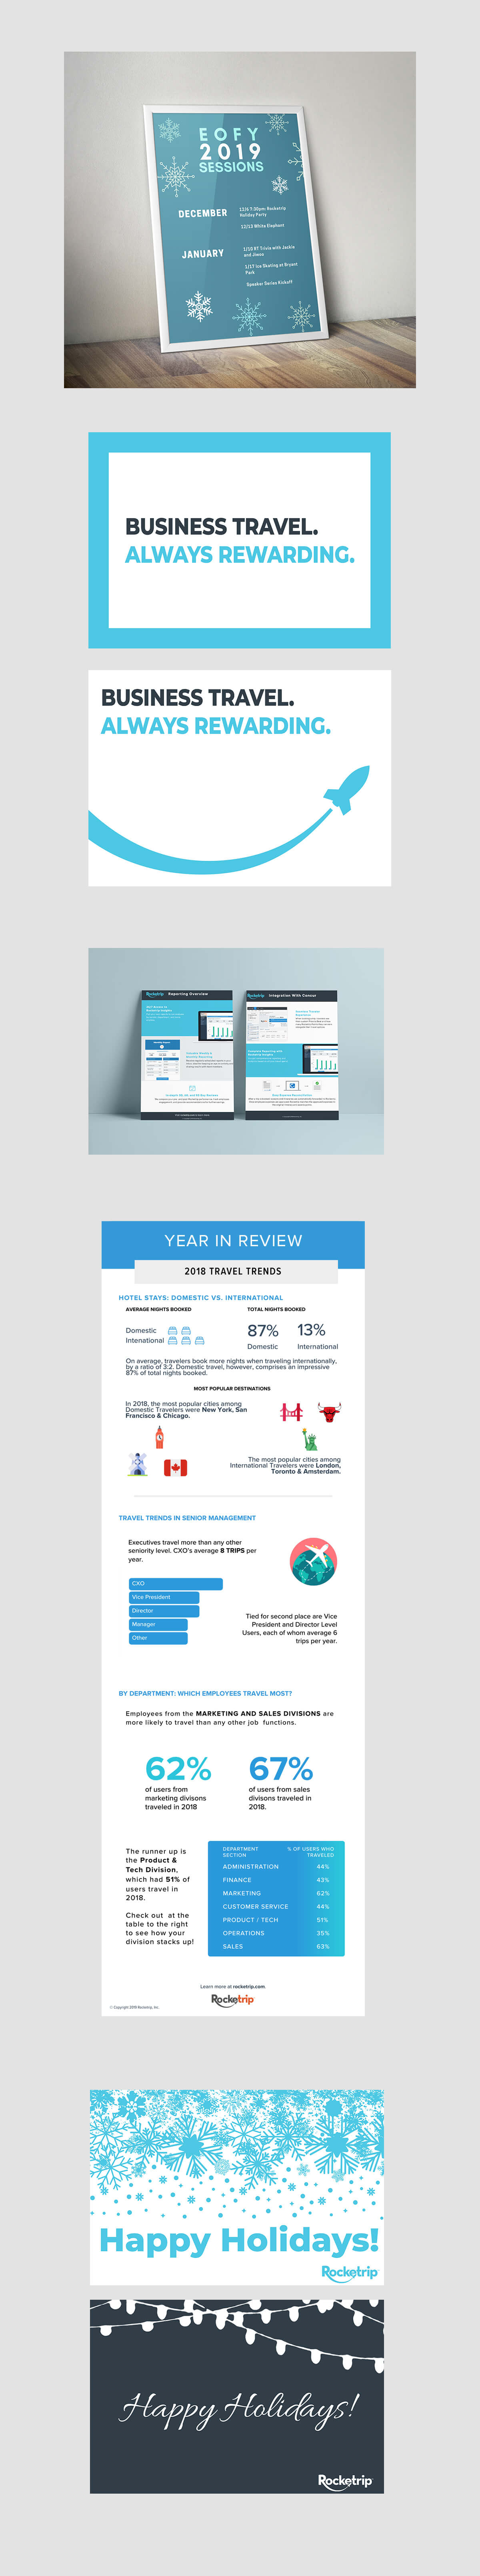 EOFY
2019
SESSIONS
DECEMBER
12/6 7:30pm: Rocketrip
Holiday Party
12/13 White Elephant
JANUARY
1/10 RT Trivia with Jackie
and Jimno
1/17 Ice Skating at Bryant
Park
Speaker Series Kickoff
BUSINESS TRAVEL.
ALWAYS REWARDING.
BUSINESS TRAVEL.
ALWAYS REWARDING.
Rocketrip Reporting Overview
Rocketrip Integration With Concur
YEAR IN REVIEW
2018 TRAVEL TRENDS
HOTEL STAYS: DOMESTIC VS. INTERNATIONAL
AVERAGE NIGHTS BOOKED
Domestic
Intenational
TOTAL NIGHTS BOOKED
87% 13%
Domestic International
On average, travelers book more nights when traveling internationally,
by a ratio of 3:2. Domestic travel, however, comprises an impressive
87% of total nights booked.
MOST POPULAR DESTINATIONS
In 2018, the most popular cities among
Domestic Travelers were New York, San
Francisco & Chicago.
The most popular cities among
International Travelers were London,
Toronto & Amsterdam.
TRAVEL TRENDS IN SENIOR MANAGEMENT
Executives travel more than any other
seniority level. CXO's average 8 TRIPS per
year.
CXO
Vice President
Director
Manager
Other
Tied for second place are Vice
President and Director Level
Users, each of whom average 6
trips per year.
BY DEPARTMENT: WHICH EMPLOYEES TRAVEL MOST?
Employees from the MARKETING AND SALES DIVISIONS are
more likely to travel than any other job functions.
62%
of users from
marketing divisons
traveled in 2018
67%
of users from sales
divisons traveled in
2018.
The runner up is
the Product &
Tech Division,
which had 51% of
users travel in
2018.
Check out at the
table to the right
to see how your
division stacks up!
DEPARTMENT SECTION % OF USERS WHO TRAVELED
ADMINISTRATION 44%
FINANCE 43%
MARKETING 62%
CUSTOMER SERVICE 44%
PRODUCT / TECH 51%
OPERATIONS 35%
SALES 63%
Learn more at rocketrip.com.
Rocketrip
© Copyright 2019 Rocketrip, Inc.
Happy Holidays!
Rocketrip
Happy Holidays!
Rocketrip